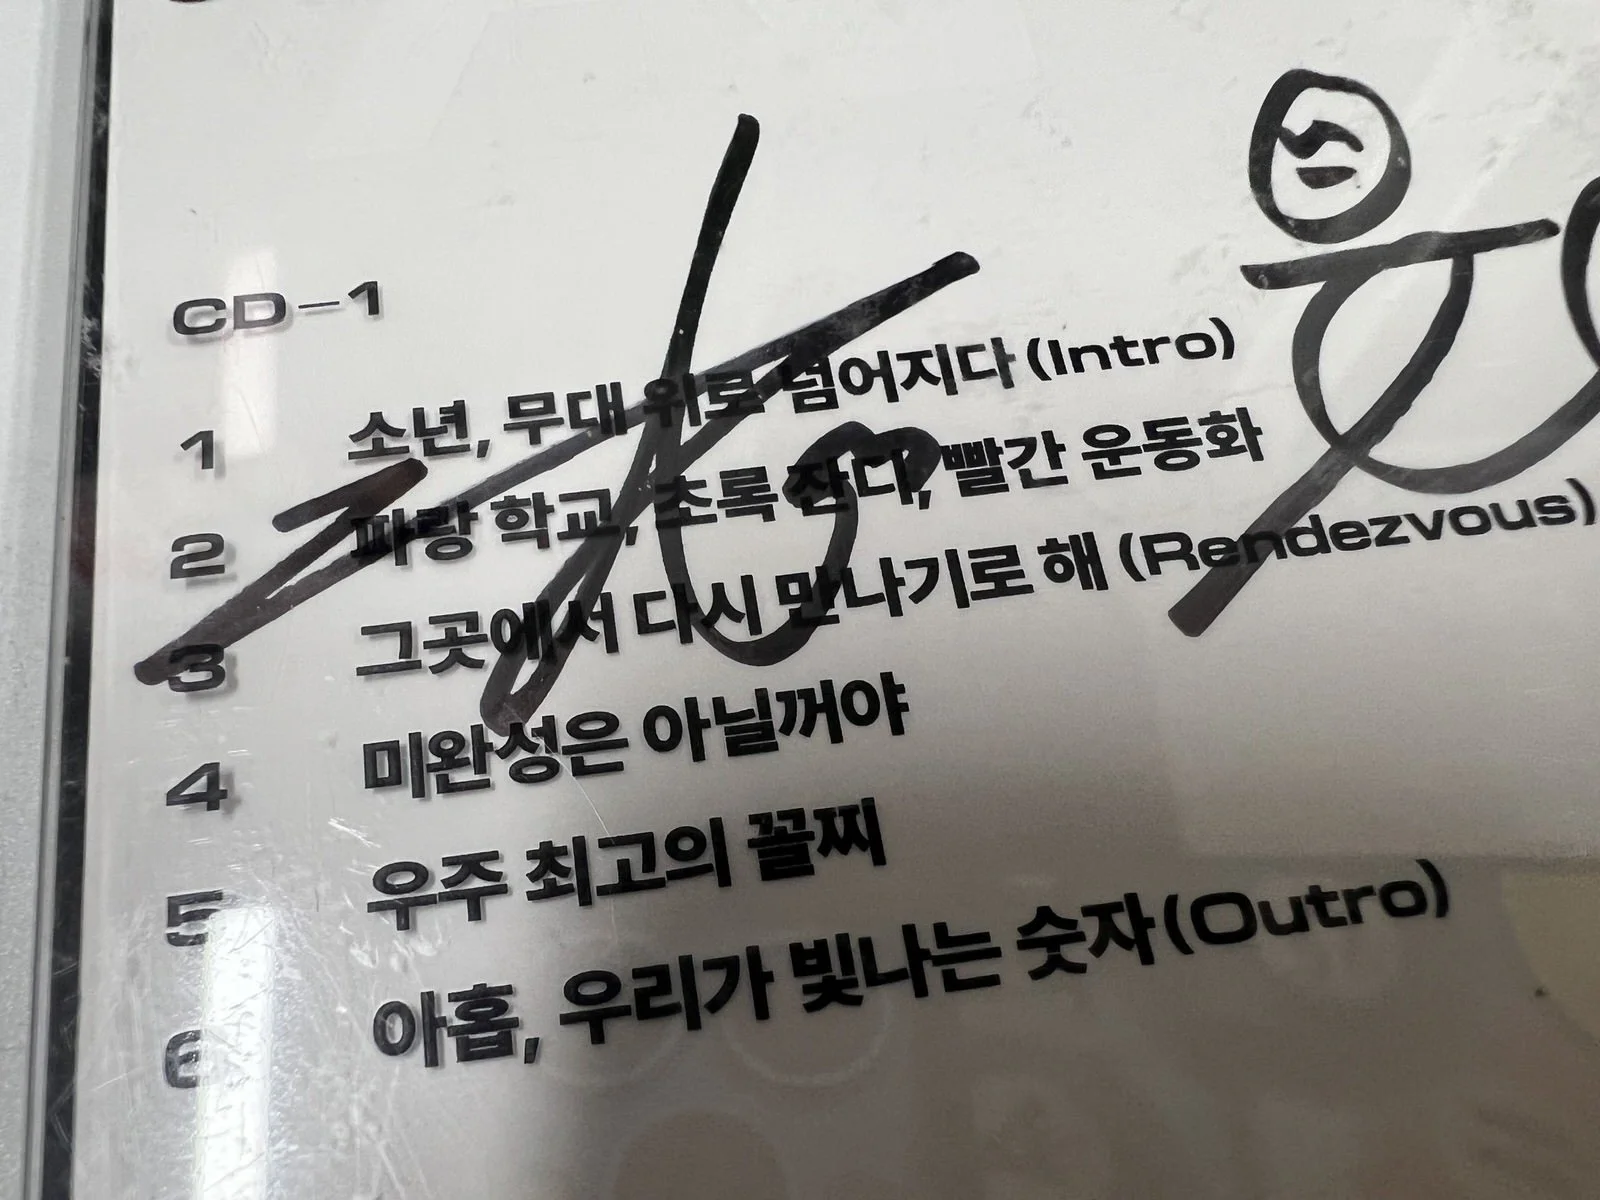 CD-1
1 소년, 무대 위로 넘어지다 (Intro)
2 파랑 학교, 초록 잔디, 빨간 운동화
3 그곳에서 다시 만나기로 해 (Rendezvous)
4 미완성은 아닐꺼야
5 우주 최고의 꼴찌
6 아홉, 우리가 빛나는 숫자 (Outro)